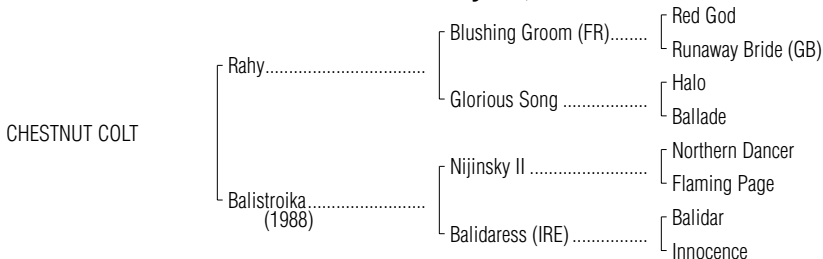 Red God
Blushing Groom (FR)........
Runaway Bride (GB)
Rahy................................
Halo
Glorious Song .................
Ballade
CHESTNUT COLT
Northern Dancer
Nijinsky II .......................
Flaming Page
Balistroika.......................
(1988)
Balidar
Balidaress (IRE) ...............
Innocence